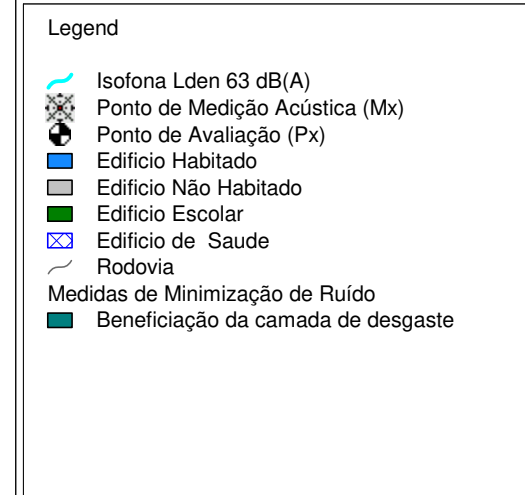 Legend
Isofona Lden 63 dB(A)
Ponto de Medição Acústica (Mx)
Ponto de Avaliação (Px)
Edificio Habitado
Edificio Não Habitado
Edificio Escolar
Edificio de Saude
Rodovia
Medidas de Minimização de Ruído
Beneficiação da camada de desgaste